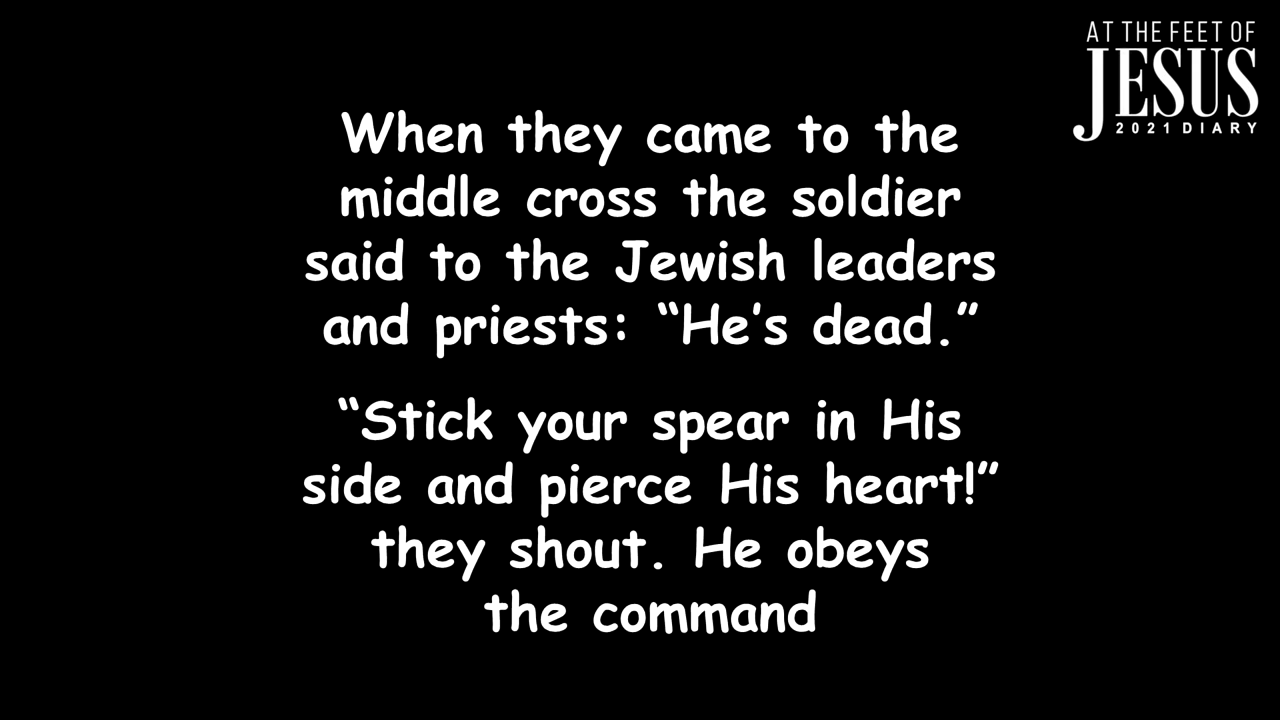 AT THE FEET OF
JESUS
2021 DIARY
When they came to the
middle cross the soldier
said to the Jewish leaders
and priests: “He’s dead.”
“Stick your spear in His
side and pierce His heart!”
they shout. He obeys
the command